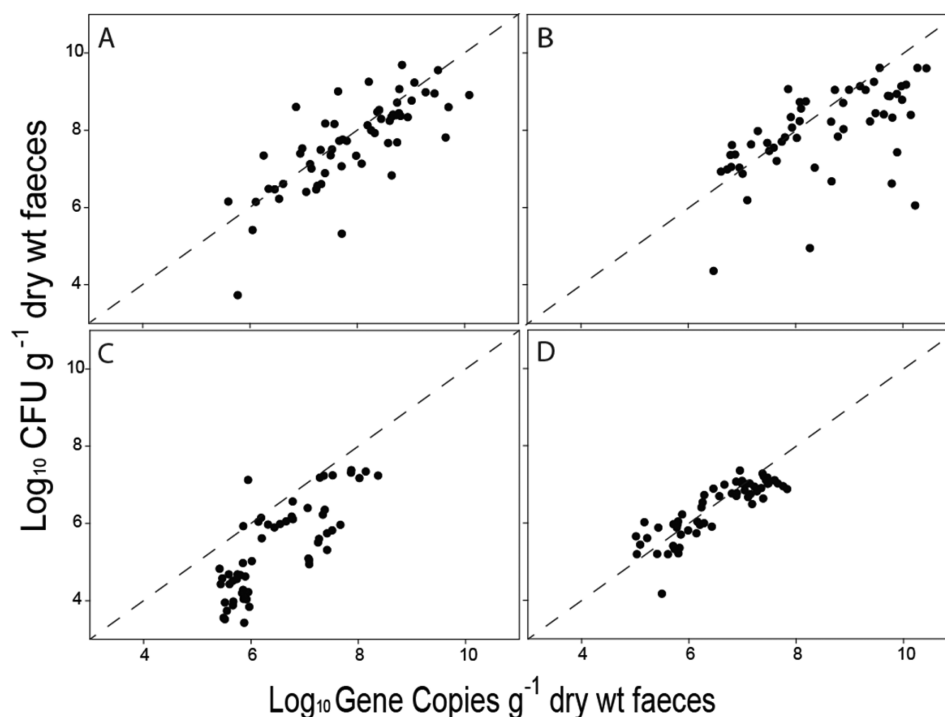 A
B
10
8
6
4
C
D
10
8
6
4
Log₁₀ CFU g⁻¹ dry wt faeces
4 6 8 10 4 6 8 10
Log₁₀ Gene Copies g⁻¹ dry wt faeces